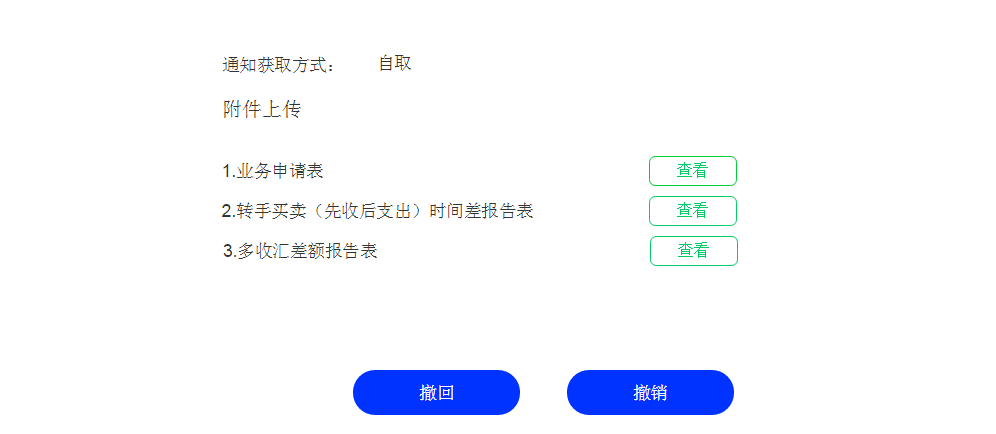 通知获取方式： 自取
附件上传
1.业务申请表 查看
2.转手买卖（先收后支出）时间差报告表 查看
3.多收汇差额报告表 查看
撤回 撤销